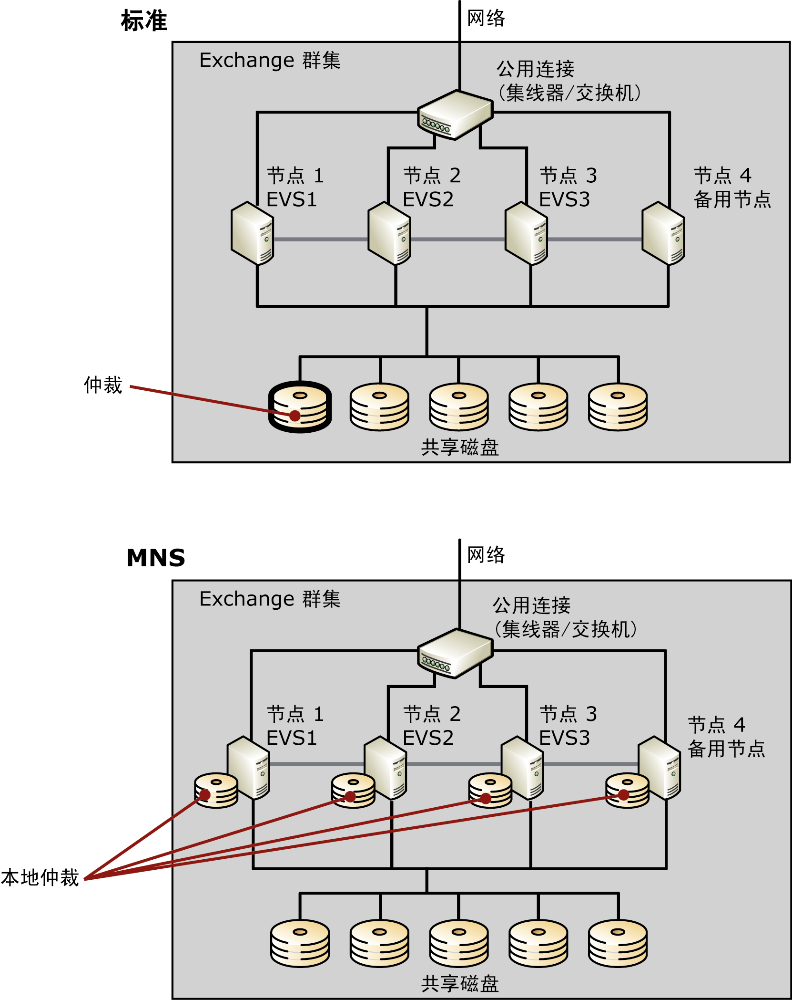 标准
网络
Exchange 群集
公用连接
(集线器/交换机)
节点 1
EVS1
节点 2
EVS2
节点 3
EVS3
节点 4
备用节点
仲裁
共享磁盘
MNS
网络
Exchange 群集
公用连接
(集线器/交换机)
节点 1
EVS1
节点 2
EVS2
节点 3
EVS3
节点 4
备用节点
本地仲裁
共享磁盘